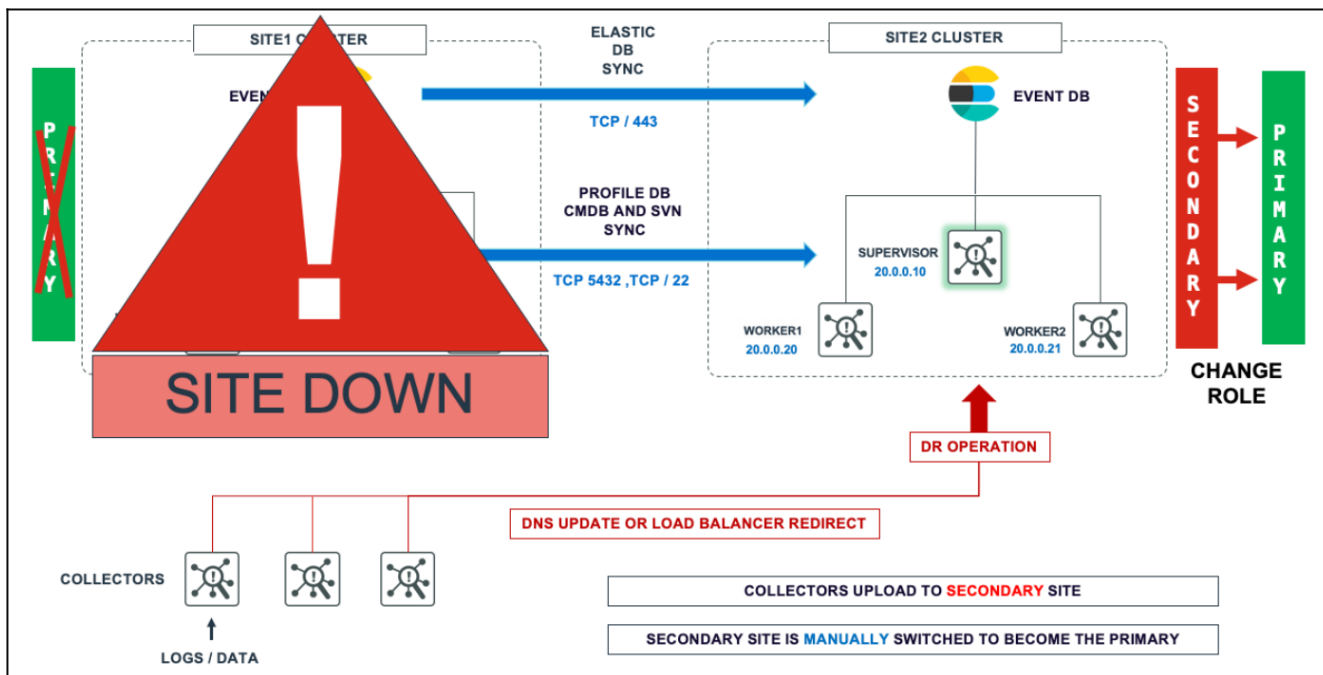 SITE1 CLUSTER
ELASTIC
DB
SYNC
SITE2 CLUSTER
EVENT DB
TCP / 443
PRIMARY
SECONDARY
PRIMARY
PROFILE DB
CMDB AND SVN
SYNC
TCP 5432 ,TCP / 22
SUPERVISOR
20.0.0.10
WORKER1
20.0.0.20
WORKER2
20.0.0.21
SITE DOWN
CHANGE
ROLE
DR OPERATION
DNS UPDATE OR LOAD BALANCER REDIRECT
COLLECTORS
LOGS / DATA
COLLECTORS UPLOAD TO SECONDARY SITE
SECONDARY SITE IS MANUALLY SWITCHED TO BECOME THE PRIMARY